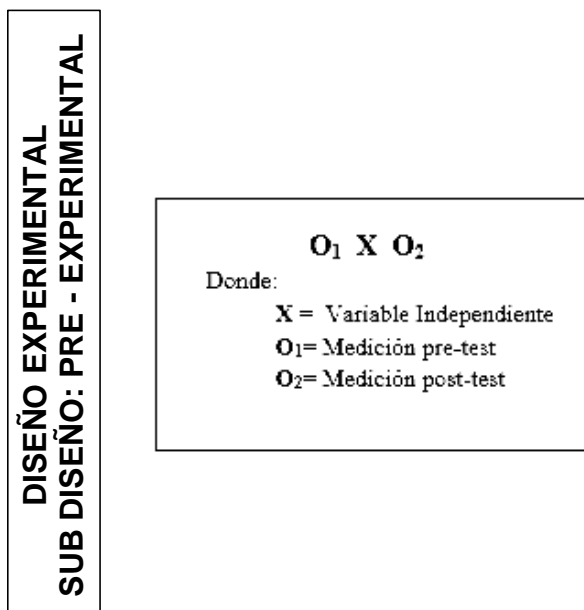 DISEÑO EXPERIMENTAL
SUB DISEÑO: PRE - EXPERIMENTAL
O1 X O2
Donde:
X = Variable Independiente
O1= Medición pre-test
O2= Medición post-test